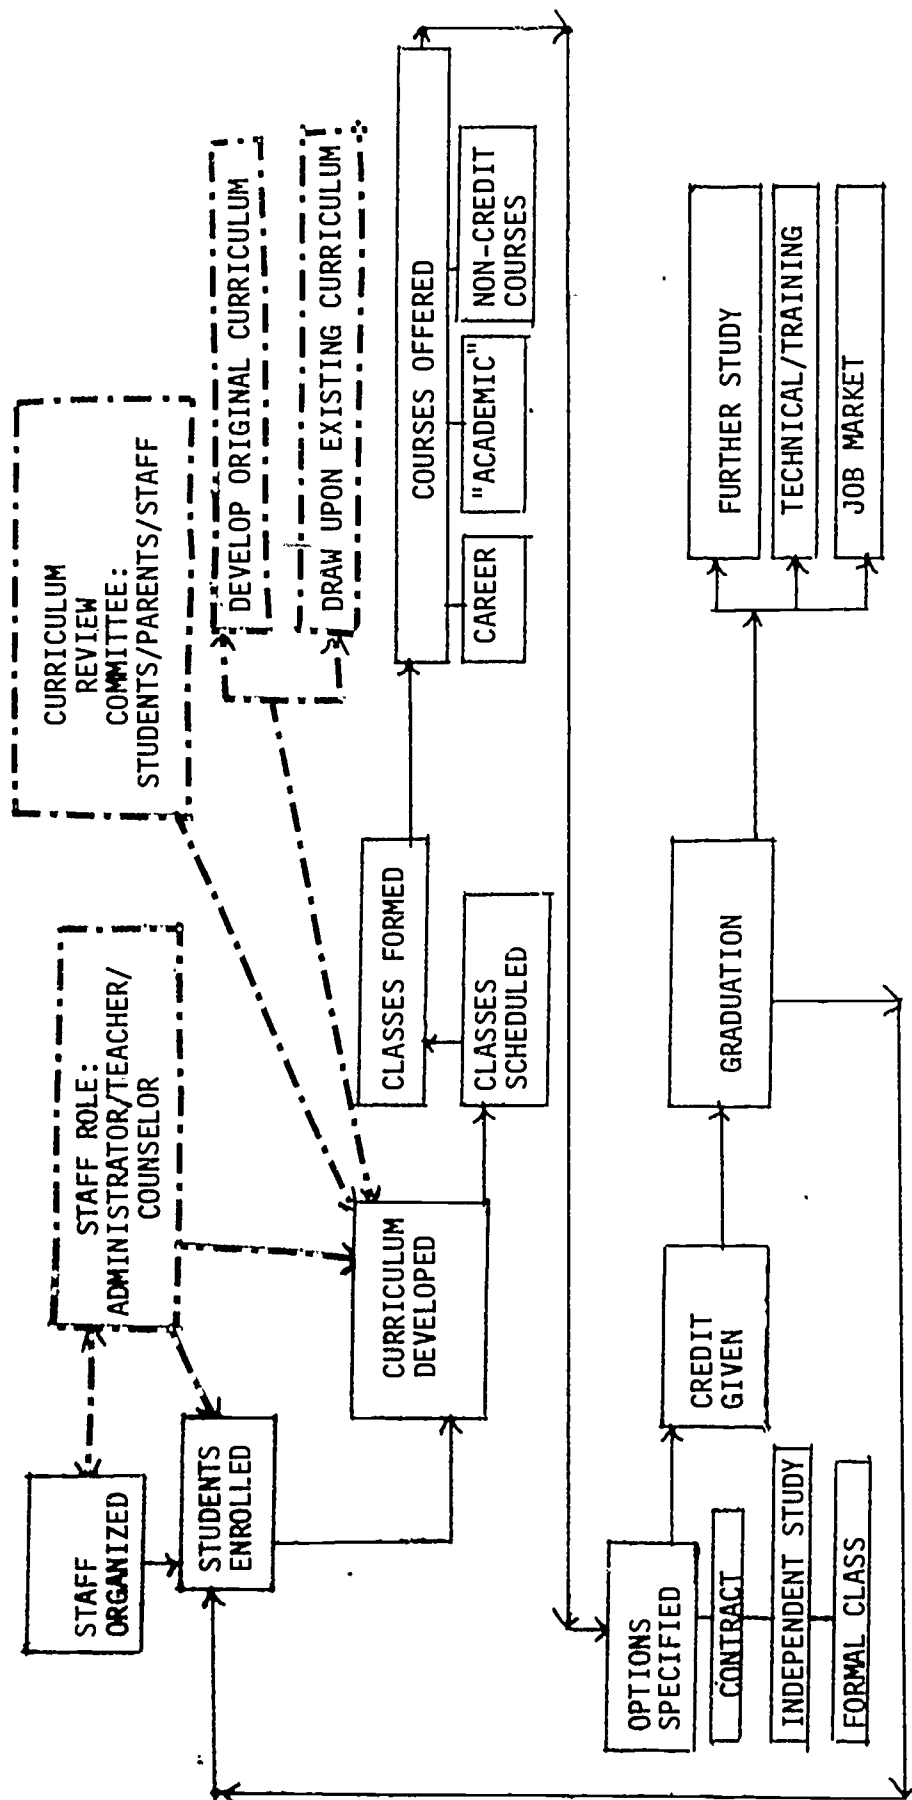 STAFF
ORGANIZED
STAFF ROLE:
ADMINISTRATOR/TEACHER/
COUNSELOR
CURRICULUM
REVIEW
COMMITTEE:
STUDENTS/PARENTS/STAFF
STUDENTS
ENROLLED
DEVELOP ORIGINAL CURRICULUM
DRAW UPON EXISTING CURRICULUM
CURRICULUM
DEVELOPED
CLASSES FORMED
CLASSES
SCHEDULED
COURSES OFFERED
CAREER
"ACADEMIC"
NON-CREDIT
COURSES
OPTIONS
SPECIFIED
CONTRACT
INDEPENDENT STUDY
FORMAL CLASS
CREDIT
GIVEN
GRADUATION
FURTHER STUDY
TECHNICAL/TRAINING
JOB MARKET